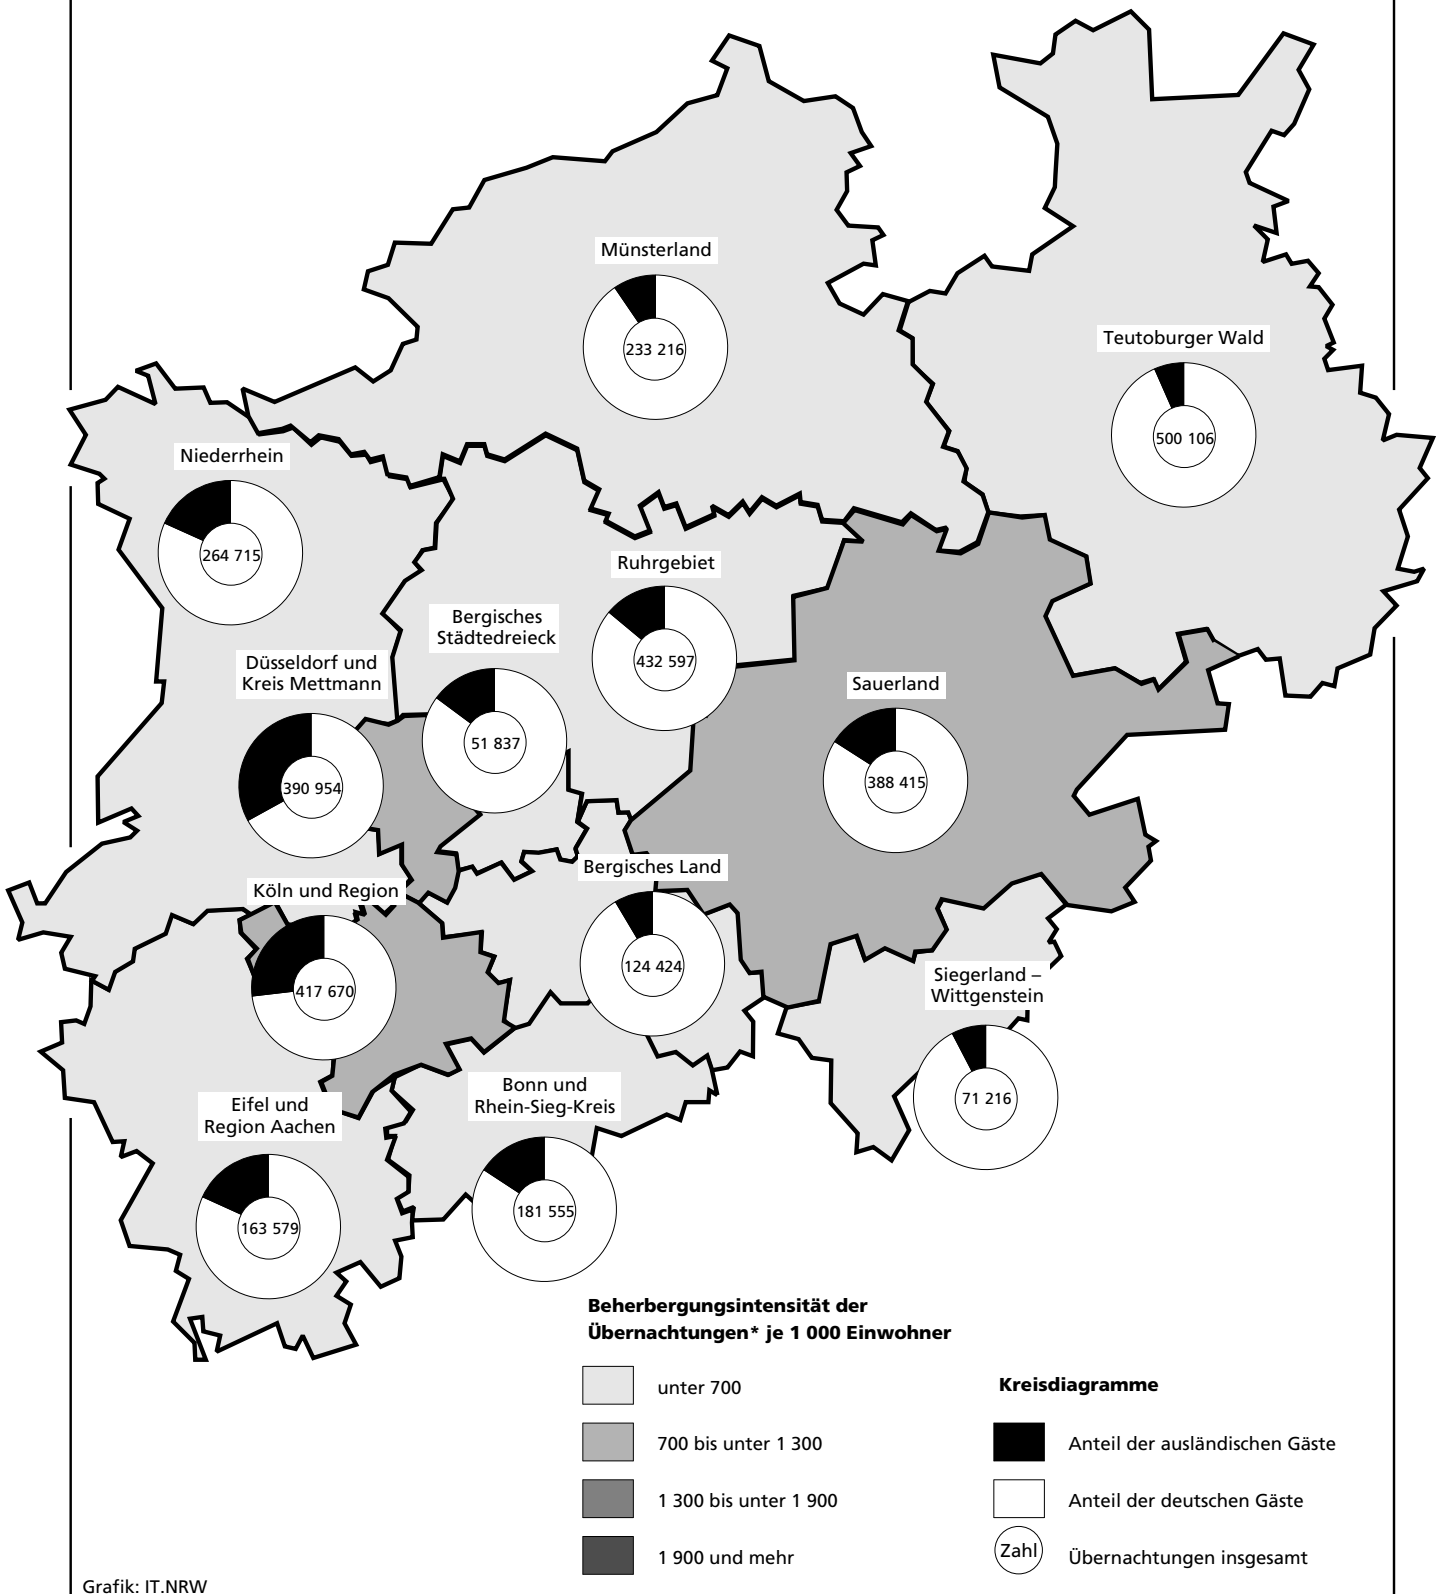 Münsterland
233 216
Teutoburger Wald
500 106
Niederrhein
264 715
Ruhrgebiet
432 597
Bergisches
Städtedreieck
51 837
Düsseldorf und
Kreis Mettmann
390 954
Sauerland
388 415
Bergisches Land
124 424
Köln und Region
417 670
Siegerland –
Wittgenstein
71 216
Bonn und
Rhein-Sieg-Kreis
181 555
Eifel und
Region Aachen
163 579
Beherbergungsintensität der
Übernachtungen* je 1 000 Einwohner
unter 700
700 bis unter 1 300
1 300 bis unter 1 900
1 900 und mehr
Kreisdiagramme
Anteil der ausländischen Gäste
Anteil der deutschen Gäste
Zahl Übernachtungen insgesamt
Grafik: IT.NRW